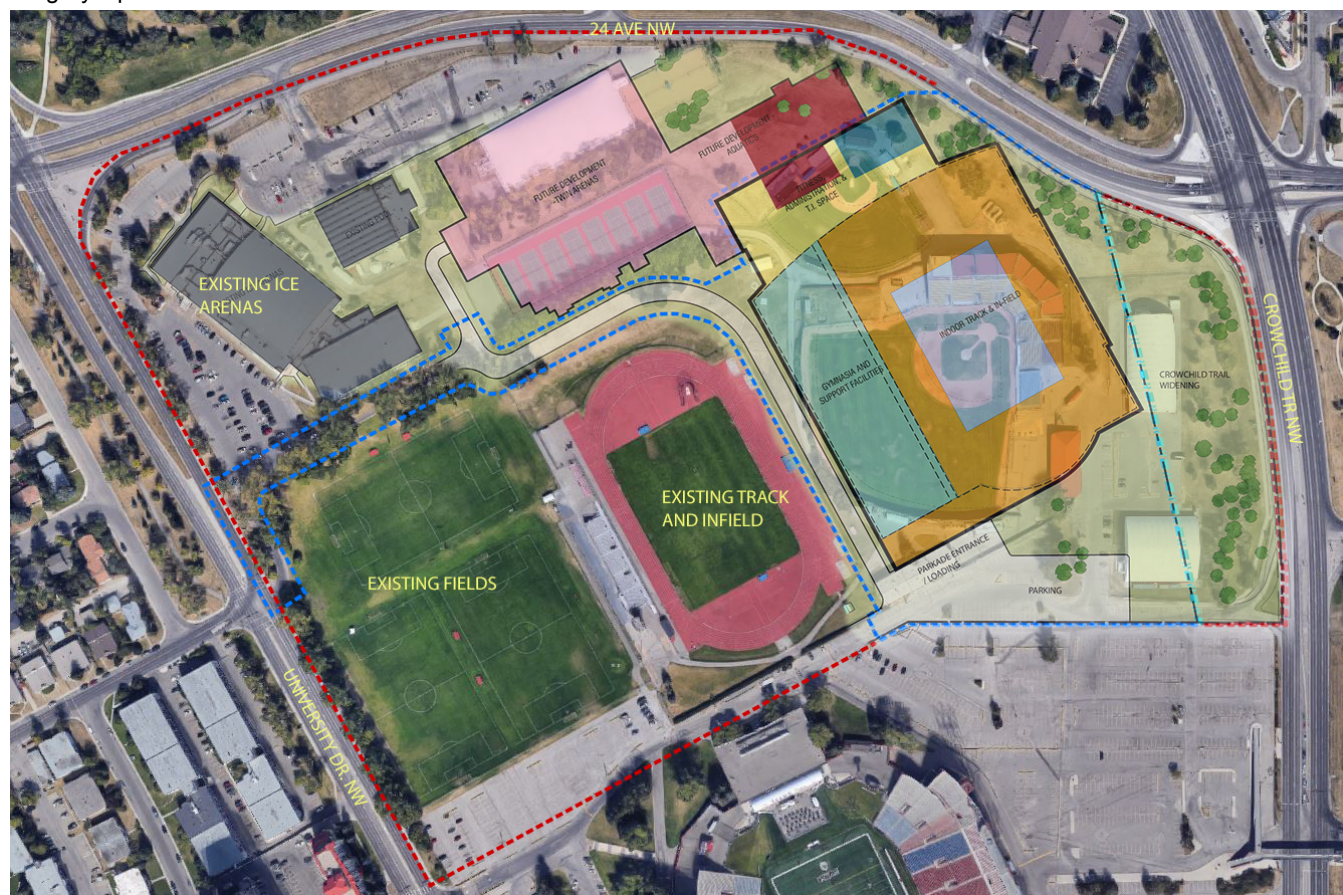 24 AVE NW
FUTURE DEVELOPMENT -
AQUATICS
FUTURE DEVELOPMENT
-TWIN ARENAS
ADMINISTRATION, &
T.I. SPACE
EXISTING ICE
ARENAS
INDOOR TRACK & IN-FIELD
GYMNASIA AND
SUPPORT FACILITIES
CROWCHILD TRAIL
WIDENING
CROWCHILD TR NW
EXISTING TRACK
AND INFIELD
EXISTING FIELDS
PARKADE ENTRANCE
/ LOADING
PARKING
UNIVERSITY DR. NW